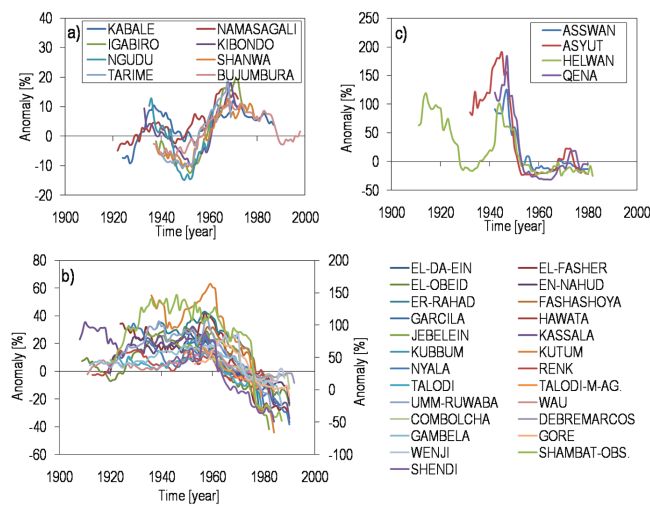 a)
KABALE NAMASAGALI
IGABIRO KIBONDO
NGUDU SHANWA
TARIME BUJUMBURA
Anomaly [%]
40
30
20
10
0
-10
-20
1900 1920 1940 1960 1980 2000
Time [year]
c)
ASSWAN
ASYUT
HELWAN
QENA
Anomaly [%]
250
200
150
100
50
0
-50
1900 1920 1940 1960 1980 2000
Time [year]
b)
Anomaly [%]
80
60
40
20
0
-20
-40
-60
200
150
100
50
0
-50
-100
1900 1920 1940 1960 1980 2000
Time [year]
EL-DA-EIN EL-FASHER
EL-OBEID EN-NAHUD
ER-RAHAD FASHASHOYA
GARCILA HAWATA
JEBELEIN KASSALA
KUBBUM KUTUM
NYALA RENK
TALODI TALODI-M-AG.
UMM-RUWABA WAU
COMBOLCHA DEBREMARCOS
GAMBELA GORE
WENJI SHAMBAT-OBS.
SHENDI